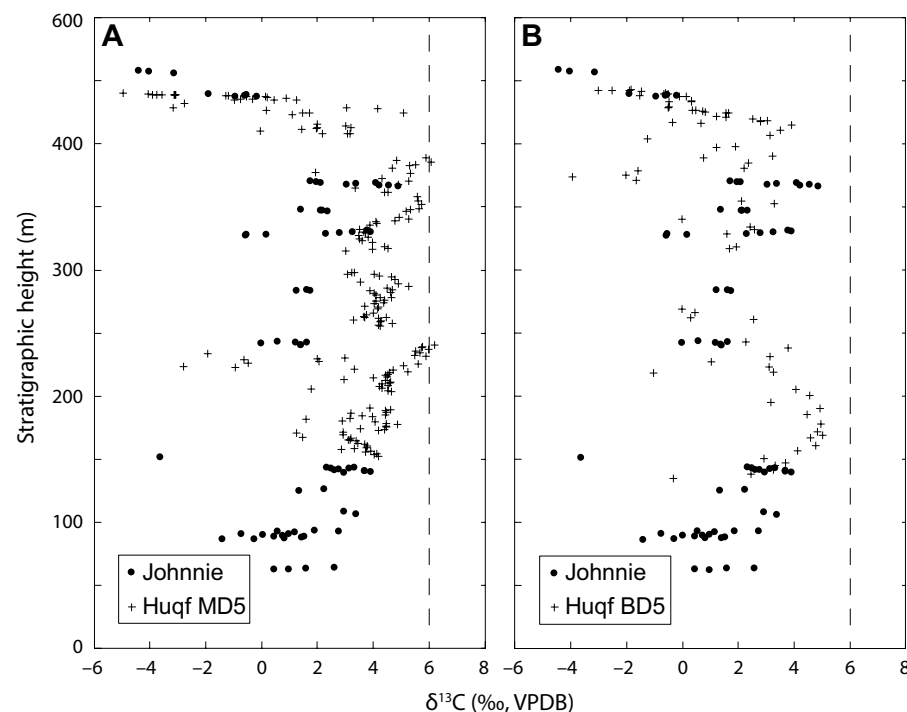 600
500
400
300
200
100
0
Stratigraphic height (m)
A
Johnnie
Huqf MD5
–6 –4 –2 0 2 4 6 8
B
Johnnie
Huqf BD5
–6 –4 –2 0 2 4 6 8
δ¹³C (‰, VPDB)